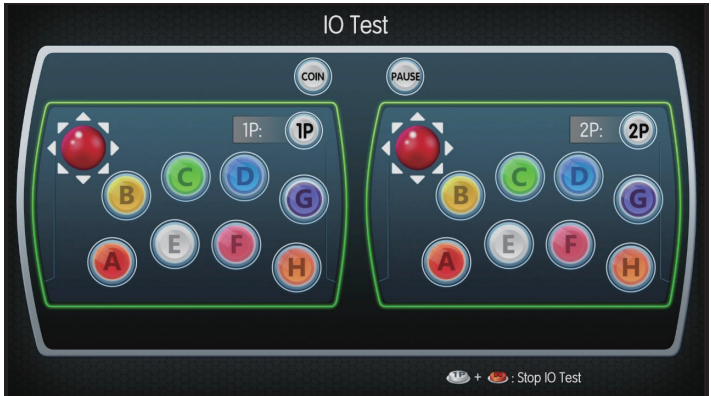 IO Test
COIN PAUSE
1P: 1P 2P: 2P
B C D G B C D G
A E F H A E F H
1P + : Stop IO Test